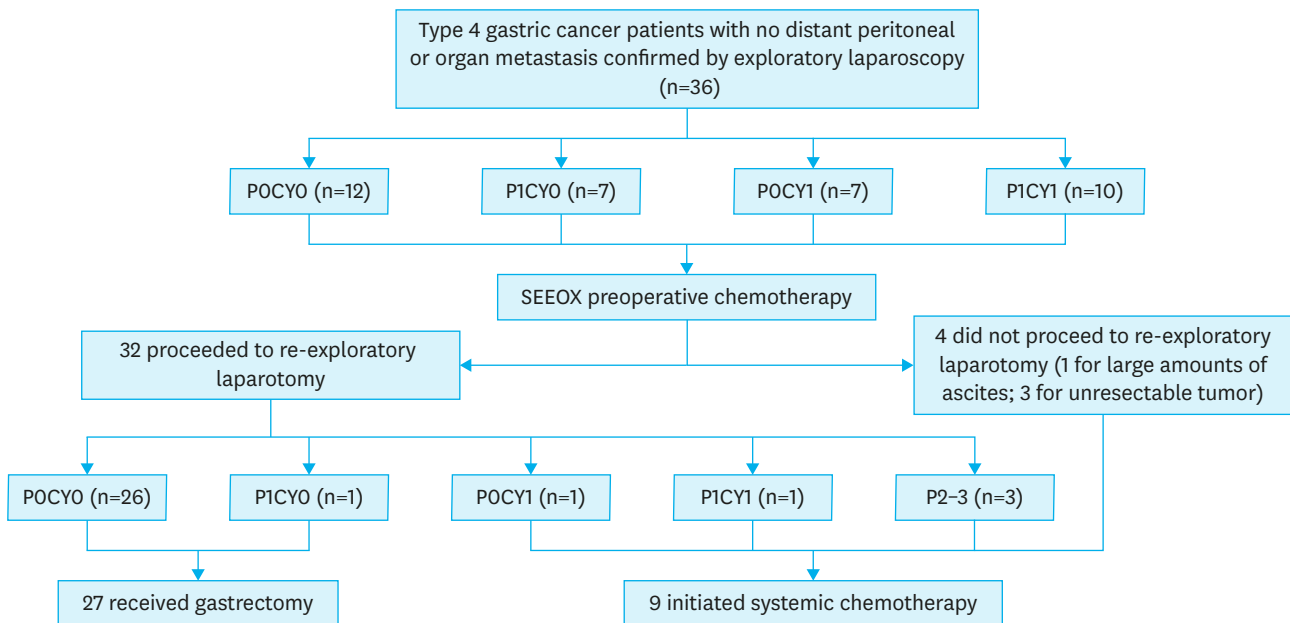 Type 4 gastric cancer patients with no distant peritoneal
or organ metastasis confirmed by exploratory laparoscopy
(n=36)
P0CY0 (n=12)
P1CY0 (n=7)
P0CY1 (n=7)
P1CY1 (n=10)
SEEOX preoperative chemotherapy
32 proceeded to re-exploratory
laparotomy
4 did not proceed to re-exploratory
laparotomy (1 for large amounts of
ascites; 3 for unresectable tumor)
P0CY0 (n=26)
P1CY0 (n=1)
P0CY1 (n=1)
P1CY1 (n=1)
P2–3 (n=3)
27 received gastrectomy
9 initiated systemic chemotherapy